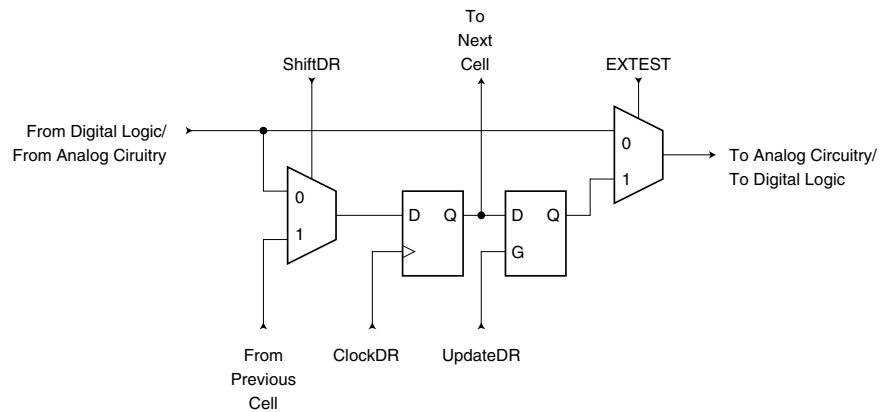 To
Next
Cell
ShiftDR
EXTEST
From Digital Logic/
From Analog Ciruitry
0
1
To Analog Circuitry/
To Digital Logic
0
1
D Q
D Q
G
From
Previous
Cell
ClockDR
UpdateDR